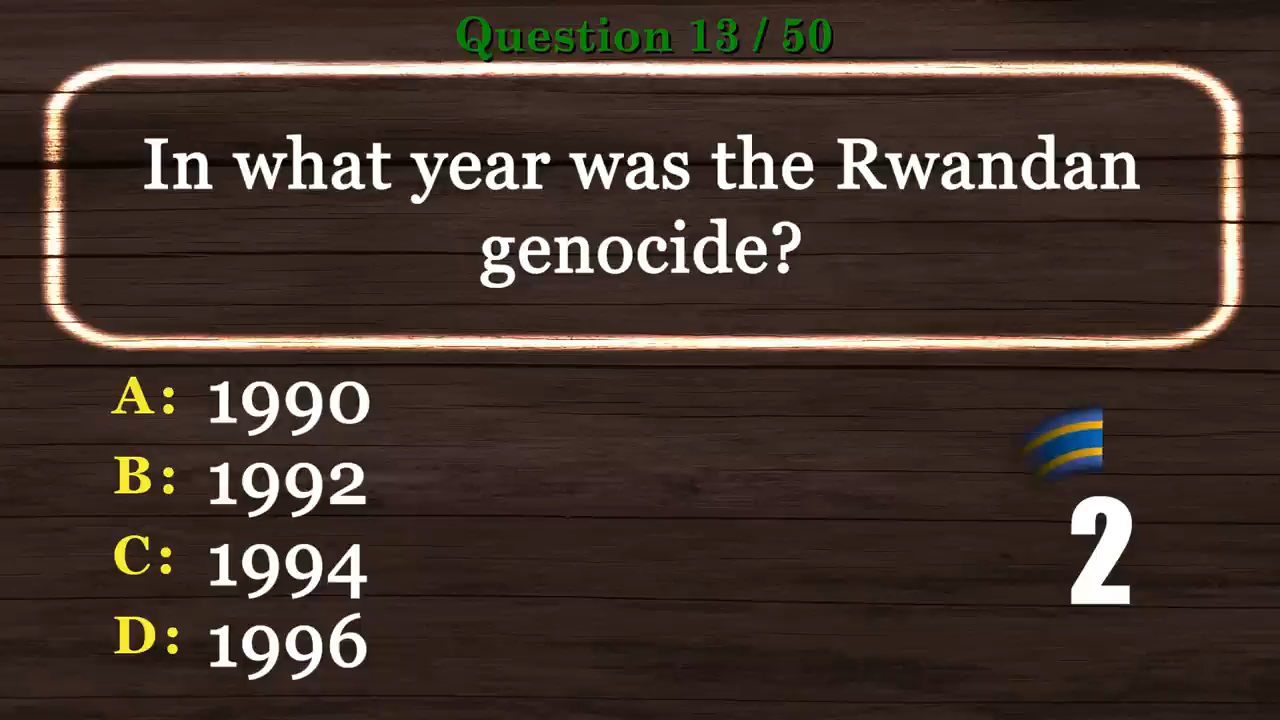 Question 13 / 50
In what year was the Rwandan
genocide?
A: 1990
B: 1992
C: 1994
D: 1996
2